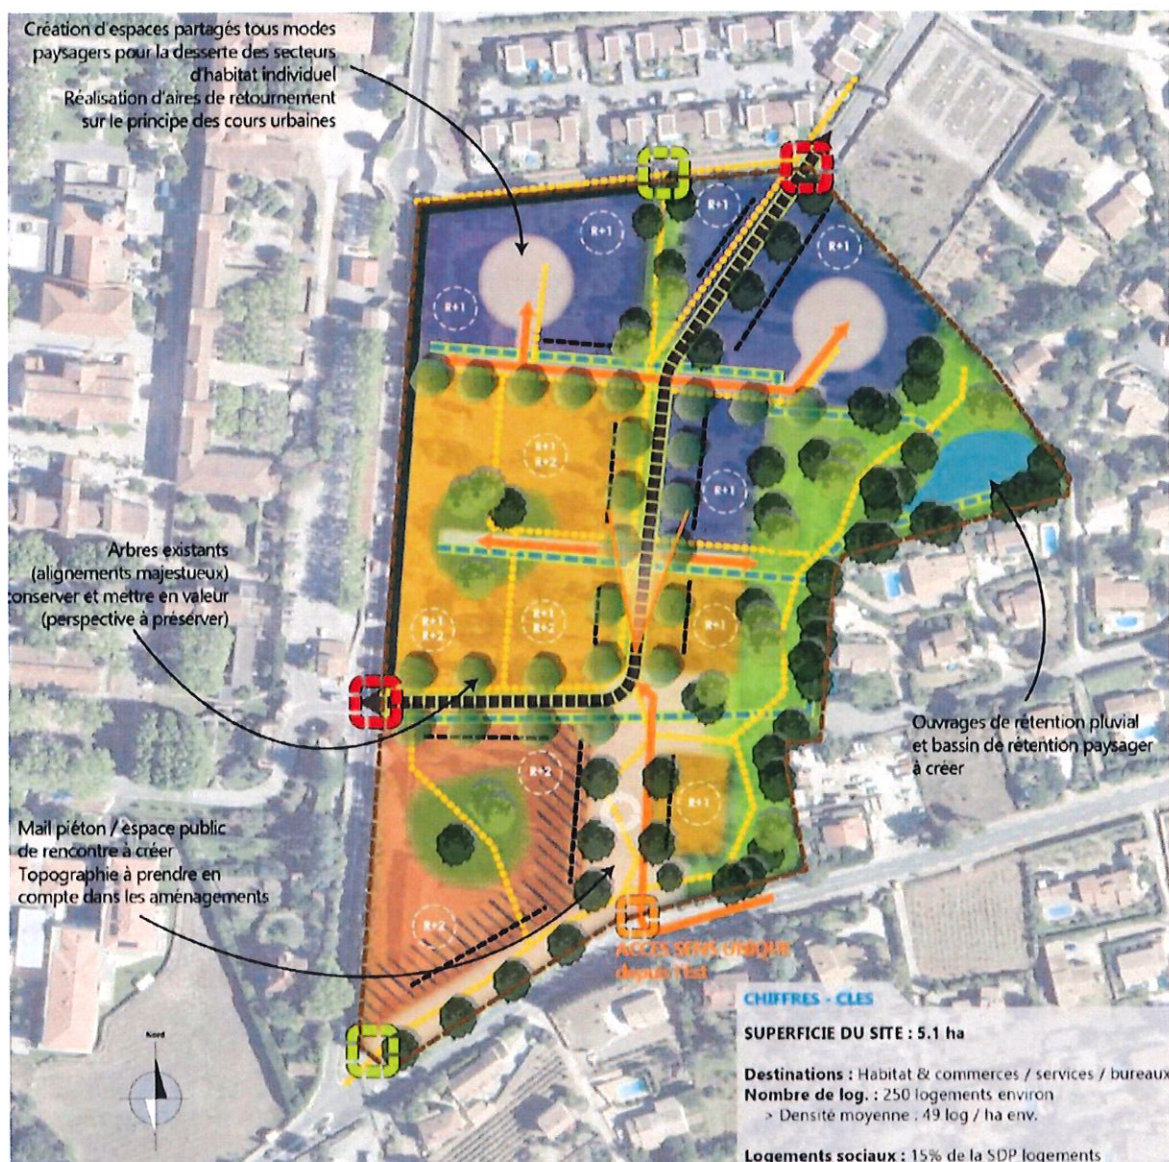 Création d'espaces partagés tous modes
paysagers pour la desserte des secteurs
d'habitat individuel
Réalisation d'aires de retournement
sur le principe des cours urbaines
R+1
R+1
R+1
R+1
R+1
R+2
R+1
Arbres existants
(alignements majestueux)
conserver et mettre en valeur
(perspective à préserver)
R+1
R+2
R+1
R+2
R+1
Ouvrages de rétention pluvial
et bassin de rétention paysager
à créer
R+2
R+1
Mail piéton / espace public
de rencontre à créer
Topographie à prendre en
compte dans les aménagements
R+2
ACCES SENS UNIQUE
depuis l'Est
Nord
CHIFFRES - CLES
SUPERFICIE DU SITE : 5.1 ha
Destinations : Habitat & commerces / services / bureaux
Nombre de log. : 250 logements environ
> Densité moyenne : 49 log / ha env.
Logements sociaux : 15% de la SDP logements